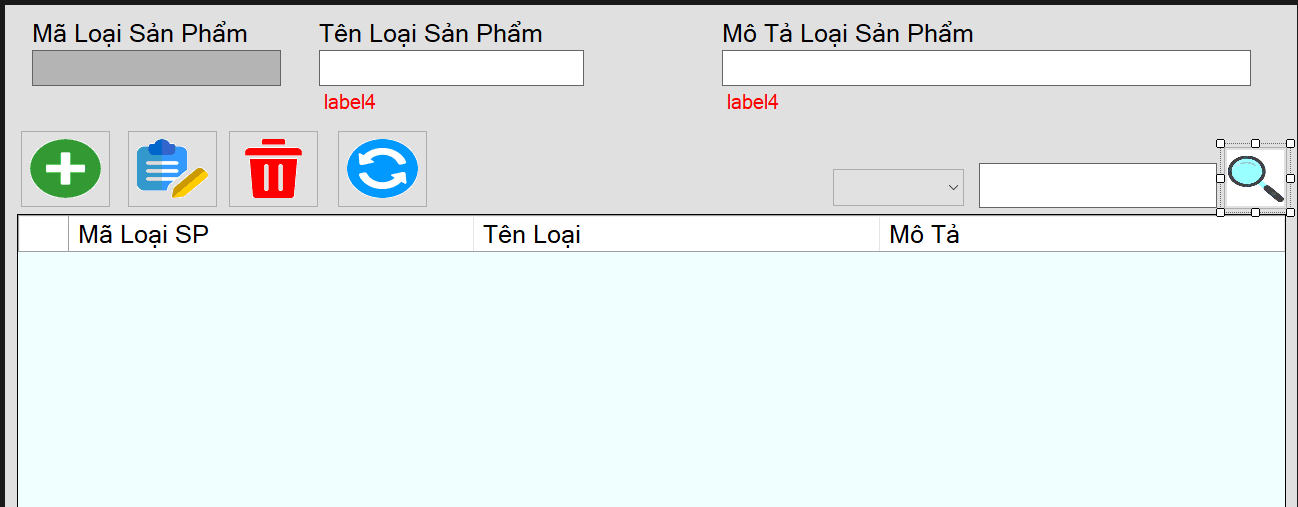 Mã Loại Sản Phẩm
Tên Loại Sản Phẩm
Mô Tả Loại Sản Phẩm
label4
label4
Mã Loại SP
Tên Loại
Mô Tả